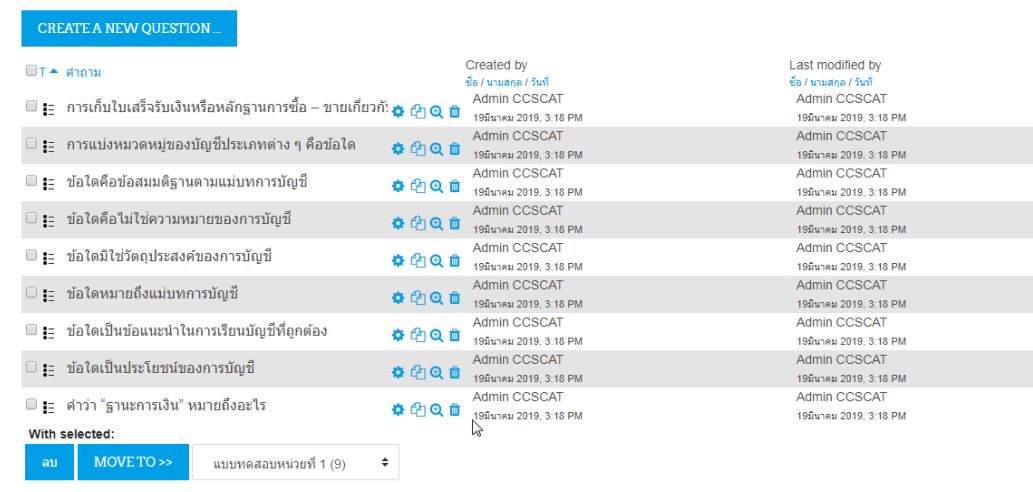 CREATE A NEW QUESTION ...
T คำถาม Created by Last modified by
ชื่อ / นามสกุล / วันที่ ชื่อ / นามสกุล / วันที่
การเก็บใบเสร็จรับเงินหรือหลักฐานการซื้อ – ขายเกี่ยวกั Admin CCSCAT Admin CCSCAT
19มีนาคม 2019, 3:18 PM 19มีนาคม 2019, 3:18 PM
การแบ่งหมวดหมู่ของบัญชีประเภทต่าง ๆ คือข้อใด Admin CCSCAT Admin CCSCAT
19มีนาคม 2019, 3:18 PM 19มีนาคม 2019, 3:18 PM
ข้อใดคือข้อสมมติฐานตามแม่บทการบัญชี Admin CCSCAT Admin CCSCAT
19มีนาคม 2019, 3:18 PM 19มีนาคม 2019, 3:18 PM
ข้อใดคือไม่ใช่ความหมายของการบัญชี Admin CCSCAT Admin CCSCAT
19มีนาคม 2019, 3:18 PM 19มีนาคม 2019, 3:18 PM
ข้อใดมิใช่วัตถุประสงค์ของการบัญชี Admin CCSCAT Admin CCSCAT
19มีนาคม 2019, 3:18 PM 19มีนาคม 2019, 3:18 PM
ข้อใดหมายถึงแม่บทการบัญชี Admin CCSCAT Admin CCSCAT
19มีนาคม 2019, 3:18 PM 19มีนาคม 2019, 3:18 PM
ข้อใดเป็นข้อแนะนำในการเรียนบัญชีที่ถูกต้อง Admin CCSCAT Admin CCSCAT
19มีนาคม 2019, 3:18 PM 19มีนาคม 2019, 3:18 PM
ข้อใดเป็นประโยชน์ของการบัญชี Admin CCSCAT Admin CCSCAT
19มีนาคม 2019, 3:18 PM 19มีนาคม 2019, 3:18 PM
คำว่า “ฐานะการเงิน” หมายถึงอะไร Admin CCSCAT Admin CCSCAT
19มีนาคม 2019, 3:18 PM 19มีนาคม 2019, 3:18 PM
With selected:
ลบ MOVE TO >> แบบทดสอบหน่วยที่ 1 (9)